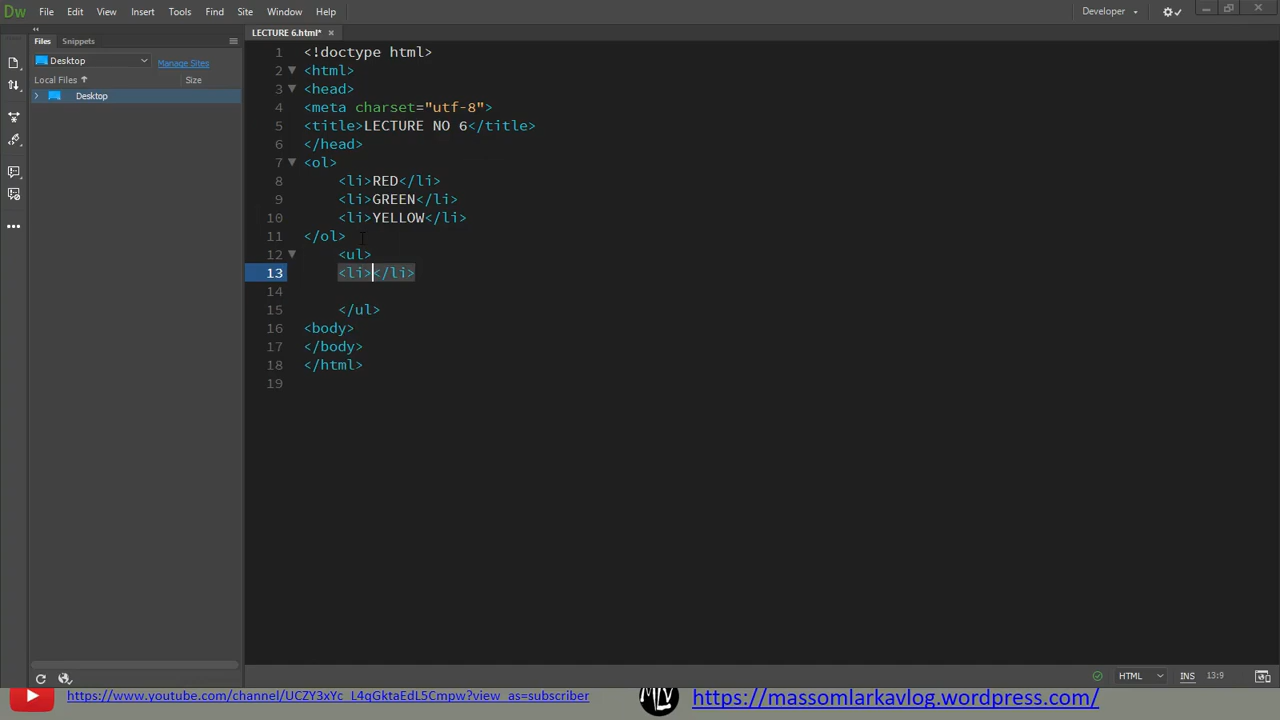 Dw File Edit View Insert Tools Find Site Window Help Developer
Files Snippets
LECTURE 6.html* ×
Desktop Manage Sites
Local Files Size
Desktop
1 <!doctype html>
2 <html>
3 <head>
4 <meta charset="utf-8">
5 <title>LECTURE NO 6</title>
6 </head>
7 <ol>
8 <li>RED</li>
9 <li>GREEN</li>
10 <li>YELLOW</li>
11 </ol>
12 <ul>
13 <li></li>
14
15 </ul>
16 <body>
17 </body>
18 </html>
19
HTML INS 13:9
https://www.youtube.com/channel/UCZY3xYc_L4qGktaEdL5Cmpw?view_as=subscriber
MLV
https://massomlarkavlog.wordpress.com/